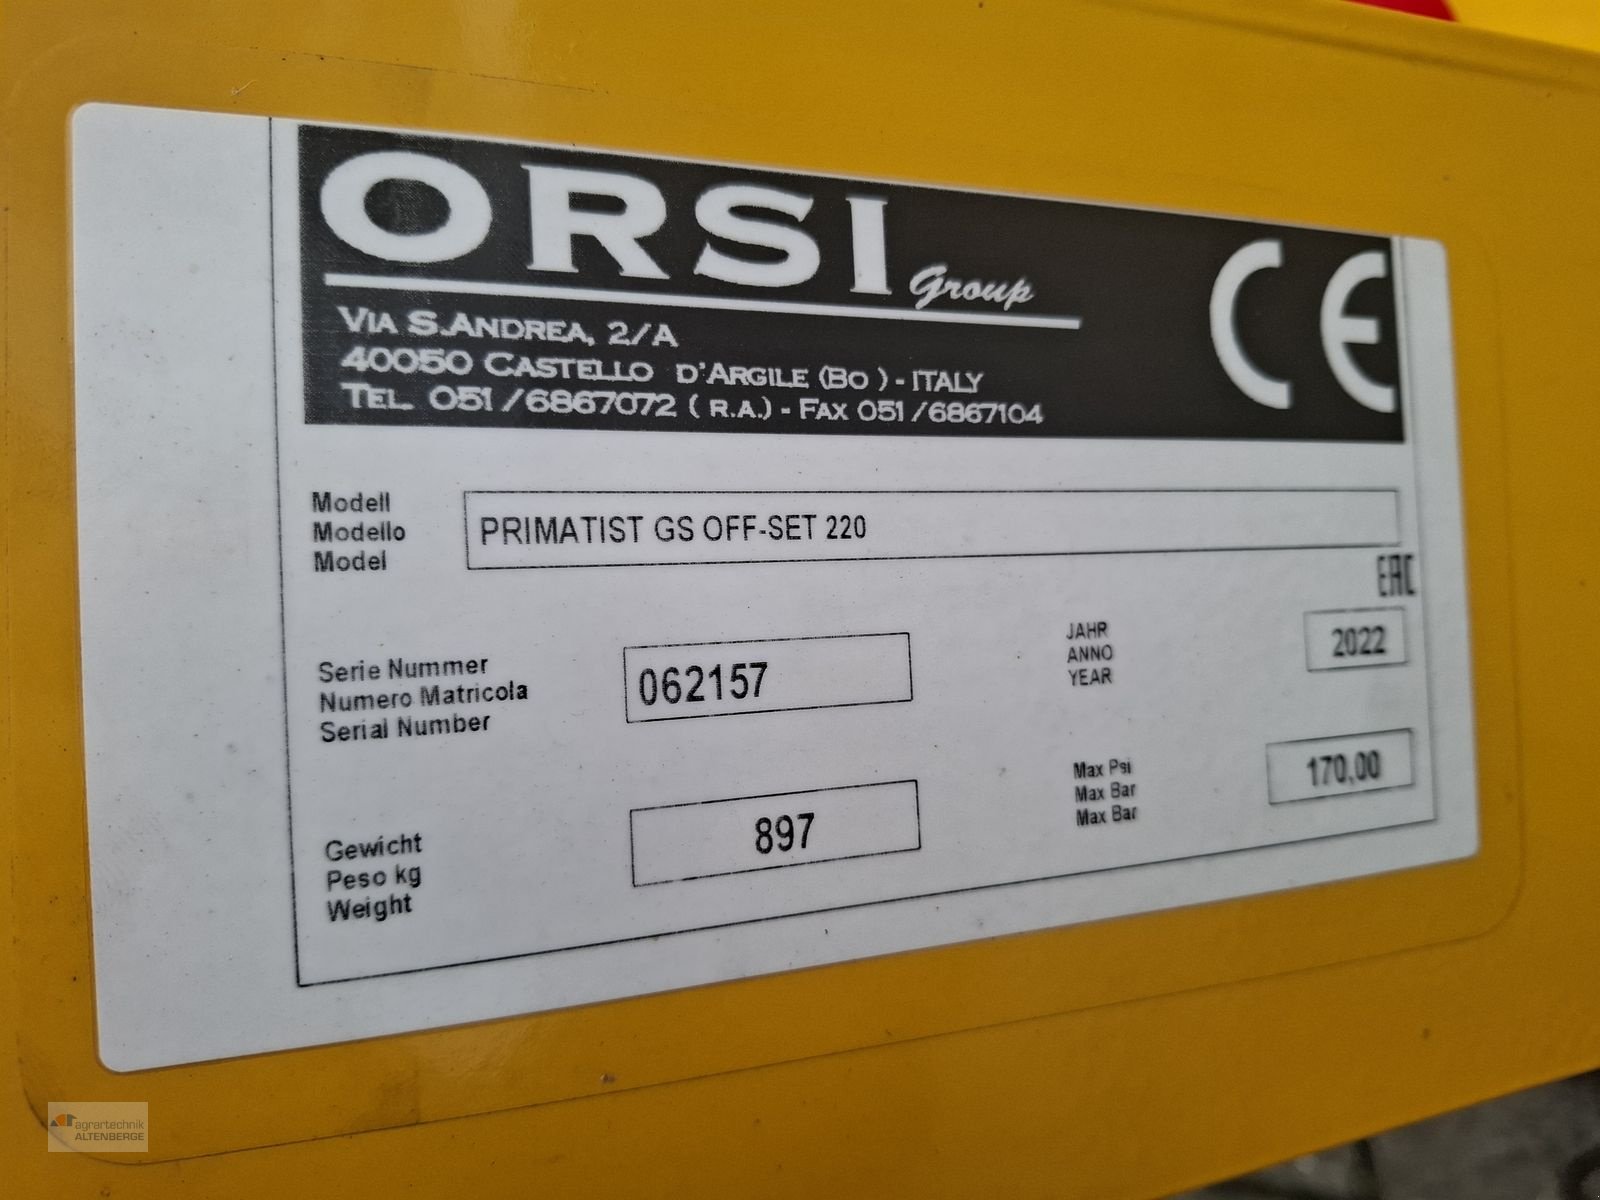 ORSI Group
CE
VIA S.ANDREA, 2/A
40050 CASTELLO D'ARGILE (BO ) - ITALY
TEL. 051/6867072 ( R.A.) - FAX 051/6867104
Modell
Modello
Model
PRIMATIST GS OFF-SET 220
EAC
Serie Nummer
Numero Matricola
Serial Number
062157
JAHR
ANNO
YEAR
2022
Gewicht
Peso kg
Weight
897
Max Psi
Max Bar
Max Bar
170,00
agrartechnik
ALTENBERGE